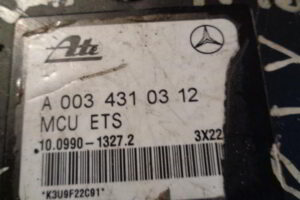 Ate
A 003 431 03 12
MCU ETS
10.0990-1327.2 3X22
*K3U9F22C91*